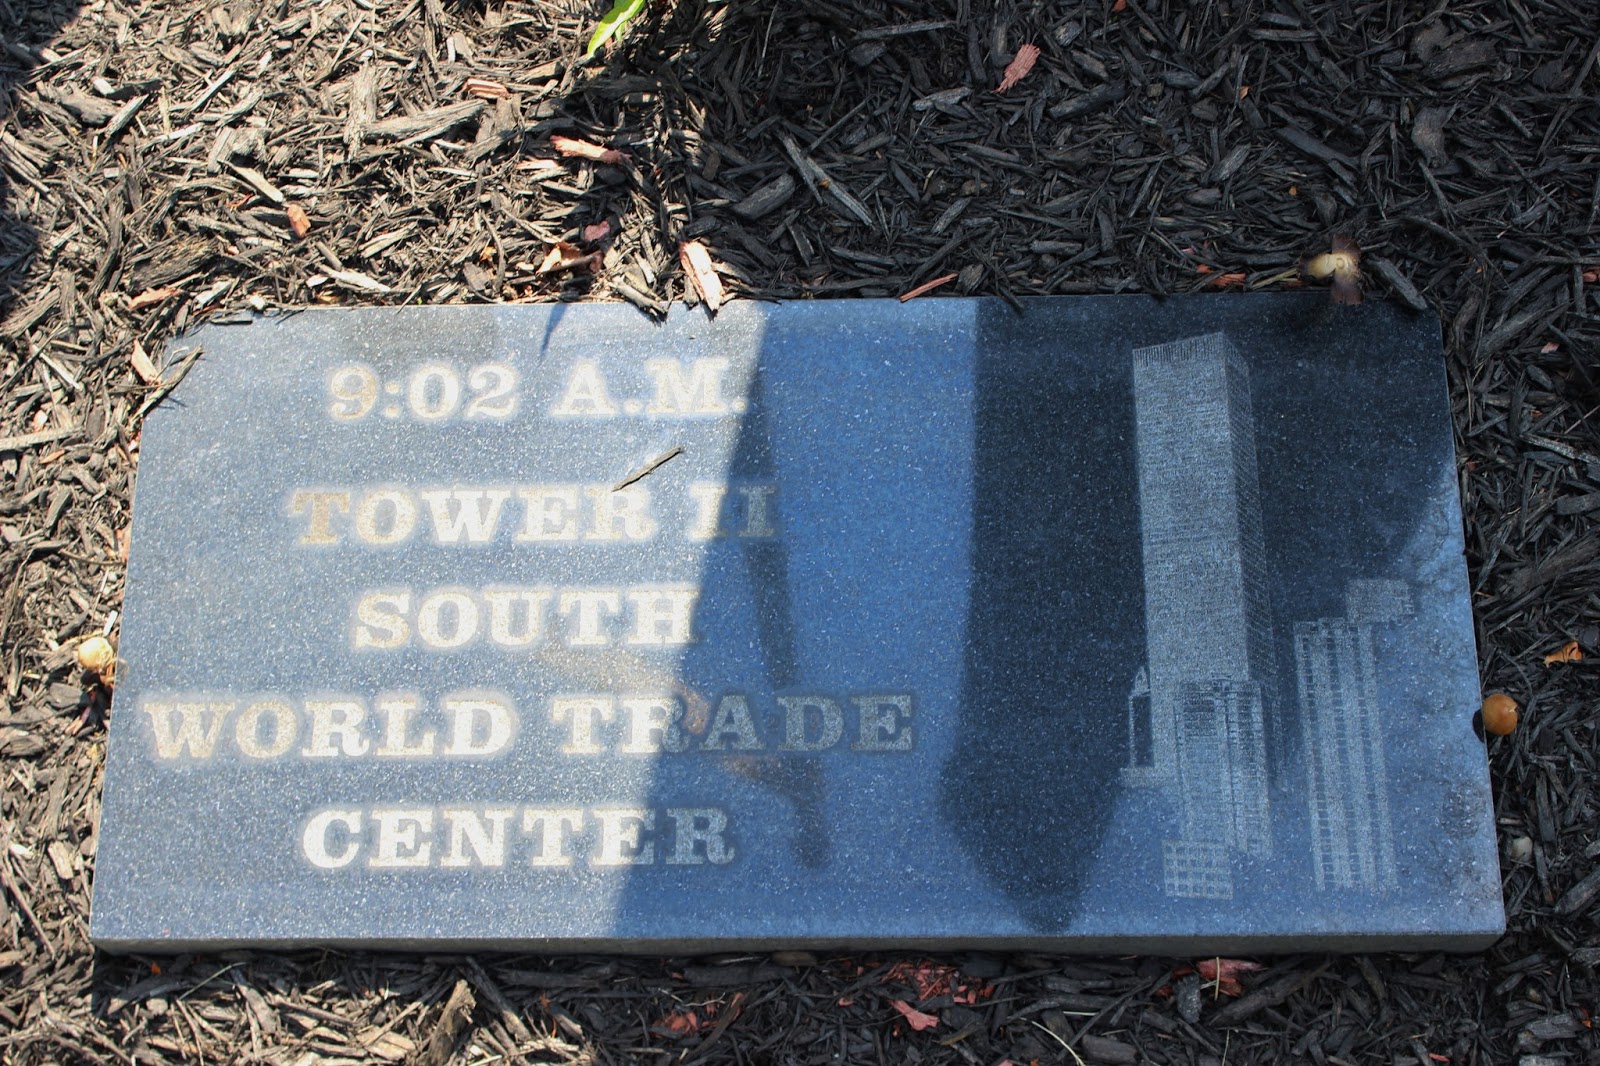 9:02 A.M.
TOWER II
SOUTH
WORLD TRADE
CENTER